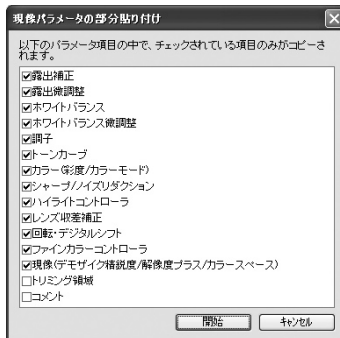 現像パラメータの部分貼り付け
以下のパラメータ項目の中で、チェックされている項目のみがコピーさ
れます。
露出補正
露出微調整
ホワイトバランス
ホワイトバランス微調整
調子
トーンカーブ
カラー(彩度/カラーモード)
シャープ/ノイズリダクション
ハイライトコントローラ
レンズ収差補正
回転・デジタルシフト
ファインカラーコントローラ
現像(デモザイク精鋭度/解像度プラス/カラースペース)
トリミング領域
コメント
開始
キャンセル